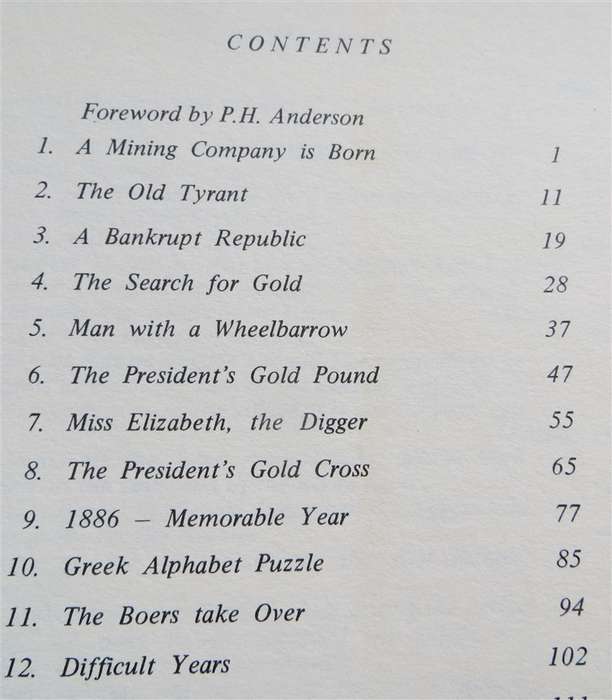 CONTENTS
Foreword by P.H. Anderson
1. A Mining Company is Born 1
2. The Old Tyrant 11
3. A Bankrupt Republic 19
4. The Search for Gold 28
5. Man with a Wheelbarrow 37
6. The President's Gold Pound 47
7. Miss Elizabeth, the Digger 55
8. The President's Gold Cross 65
9. 1886 – Memorable Year 77
10. Greek Alphabet Puzzle 85
11. The Boers take Over 94
12. Difficult Years 102